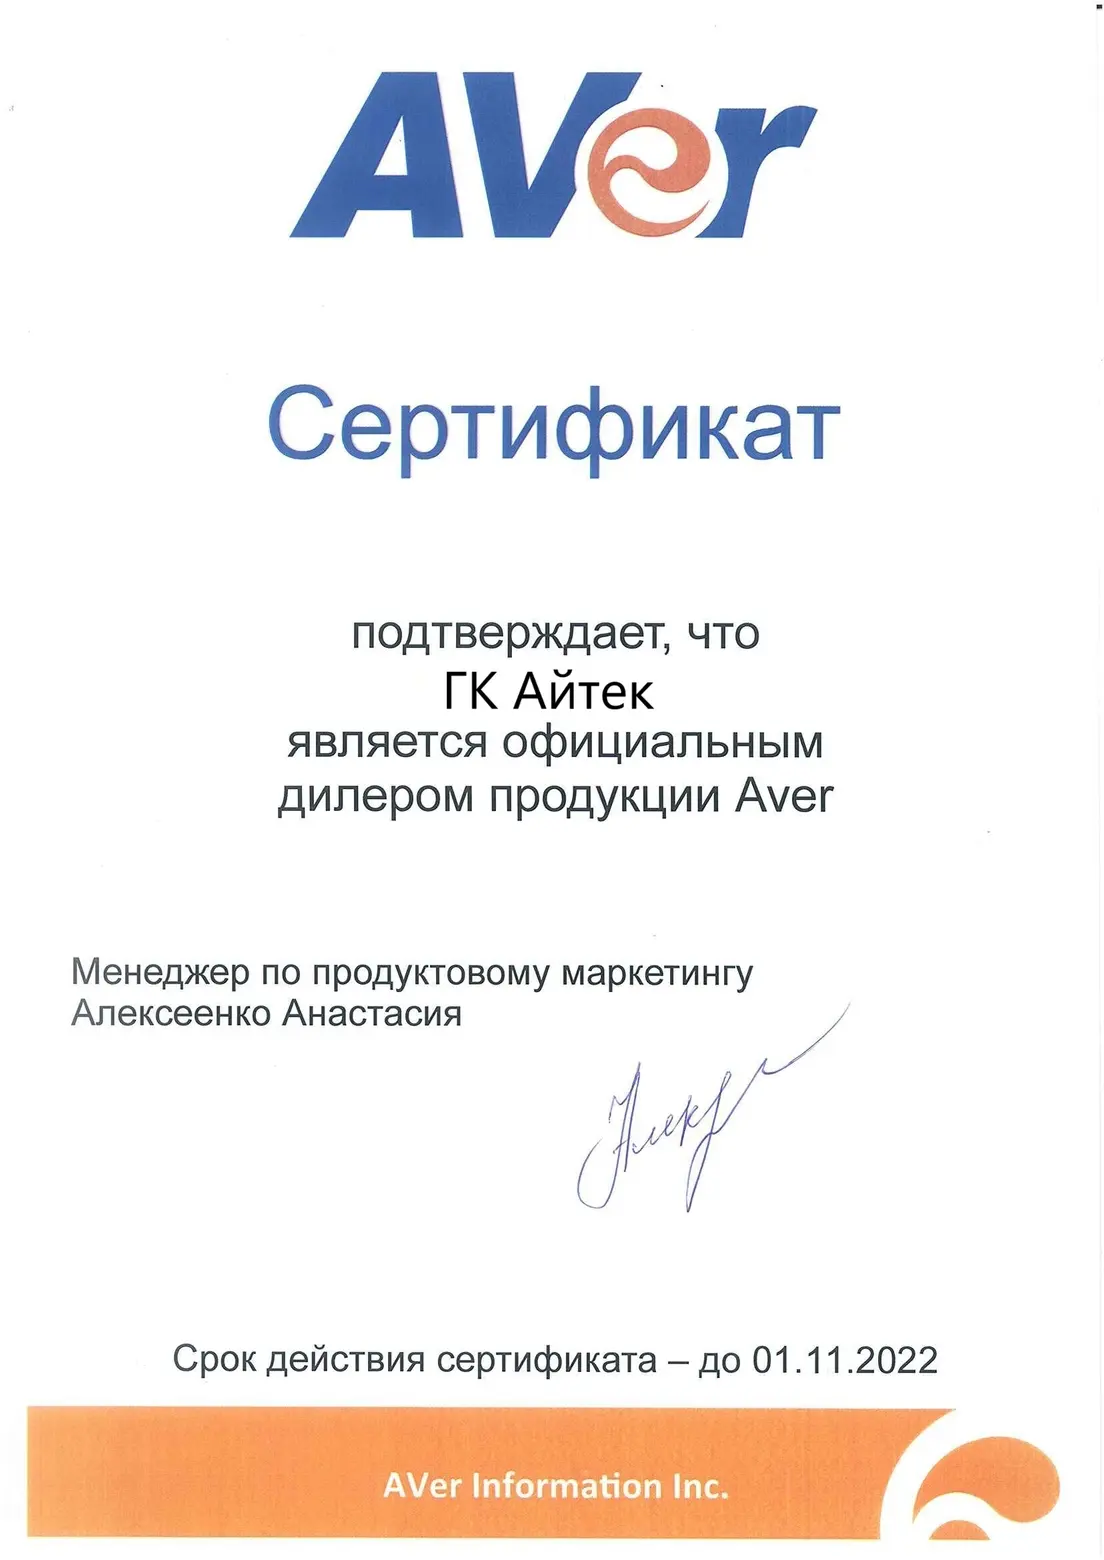 AVer
Сертификат
подтверждает, что
ГК Айтек
является официальным
дилером продукции Aver
Менеджер по продуктовому маркетингу
Алексеенко Анастасия
Срок действия сертификата – до 01.11.2022
AVer Information Inc.